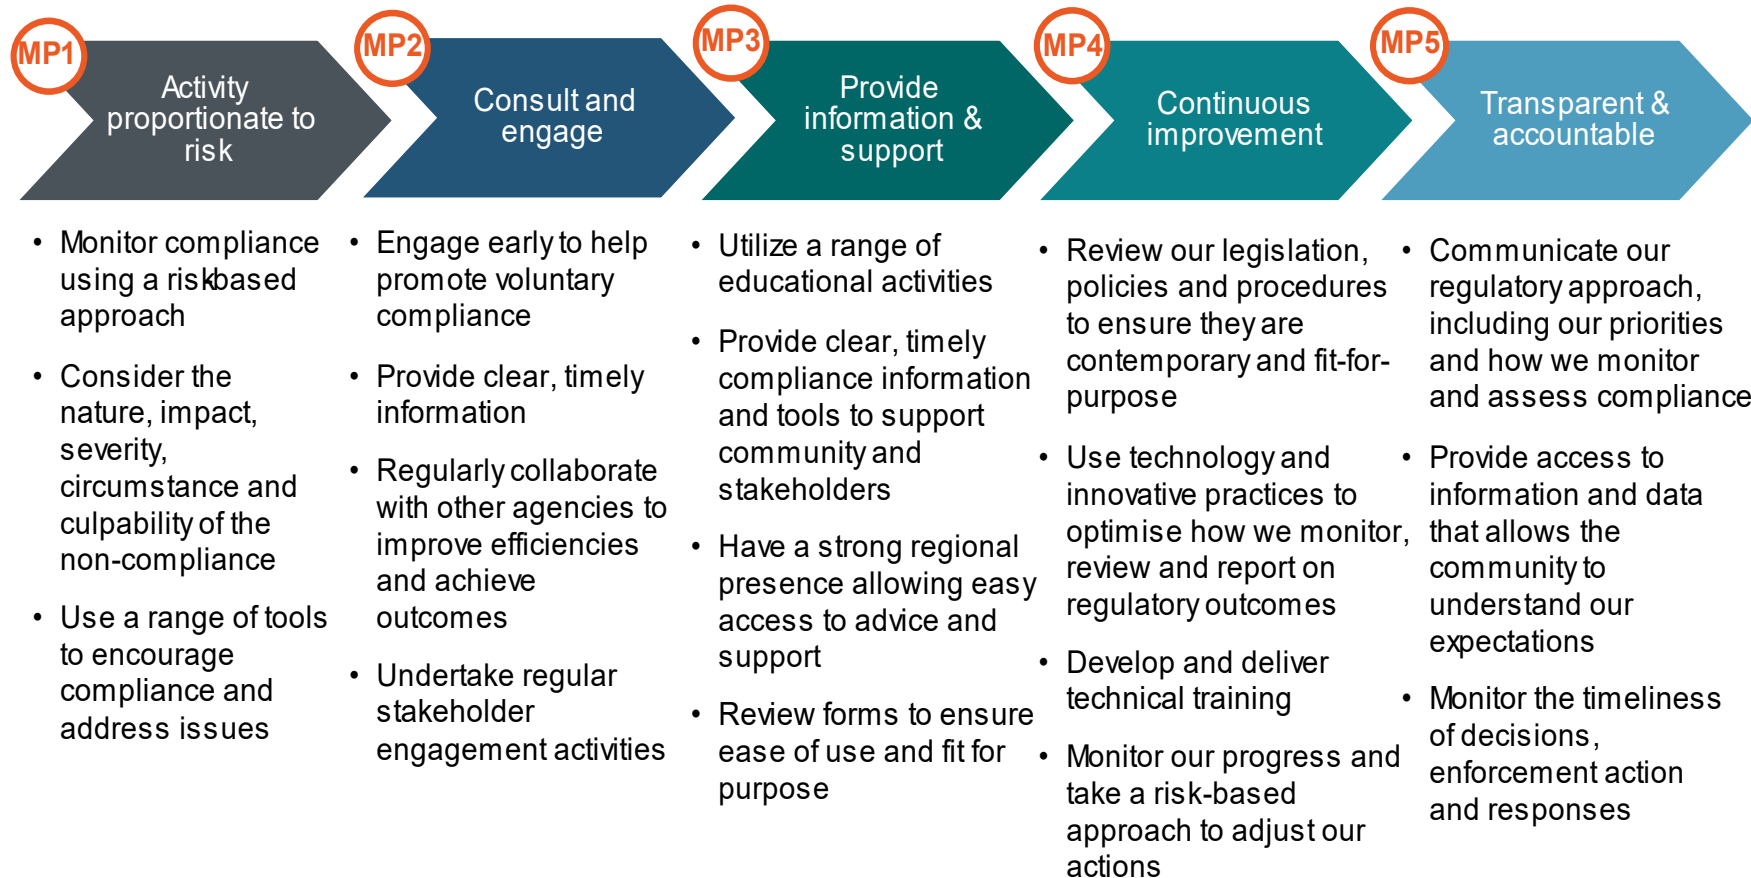 MP1
Activity
proportionate to
risk
• Monitor compliance
using a riskbased
approach
• Consider the
nature, impact,
severity,
circumstance and
culpability of the
non-compliance
• Use a range of tools
to encourage
compliance and
address issues
MP2
Consult and
engage
• Engage early to help
promote voluntary
compliance
• Provide clear, timely
information
• Regularly collaborate
with other agencies to
improve efficiencies
and achieve
outcomes
• Undertake regular
stakeholder
engagement activities
MP3
Provide
information &
support
• Utilize a range of
educational activities
• Provide clear, timely
compliance information
and tools to support
community and
stakeholders
• Have a strong regional
presence allowing easy
access to advice and
support
• Review forms to ensure
ease of use and fit for
purpose
MP4
Continuous
improvement
• Review our legislation,
policies and procedures
to ensure they are
contemporary and fit-for-
purpose
• Use technology and
innovative practices to
optimise how we monitor,
review and report on
regulatory outcomes
• Develop and deliver
technical training
• Monitor our progress and
take a risk-based
approach to adjust our
actions
MP5
Transparent &
accountable
• Communicate our
regulatory approach,
including our priorities
and how we monitor
and assess compliance
• Provide access to
information and data
that allows the
community to
understand our
expectations
• Monitor the timeliness
of decisions,
enforcement action
and responses